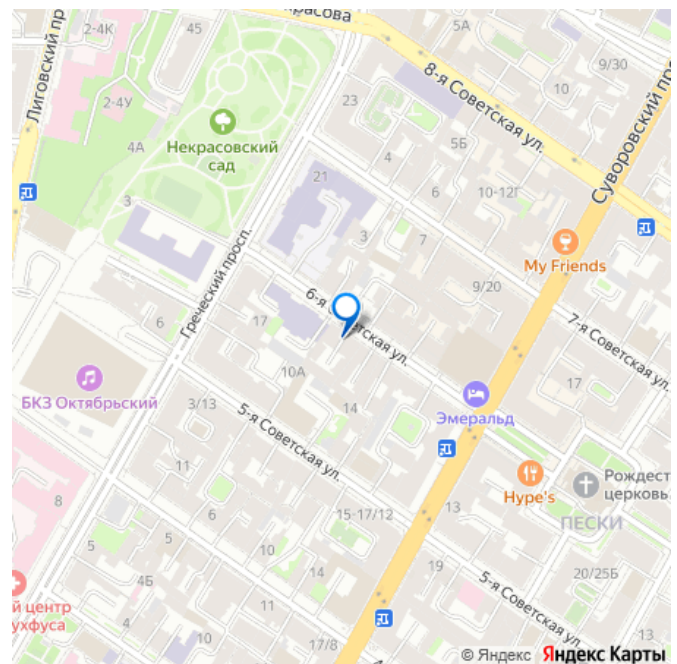 красова
2-4К
5А
9/30
10
Лиговский пр
2-4У
8-я Советская ул.
Суворовский пр
23
4А
Некрасовский
сад
5Б
4
6
10-12Г
21
3
3
7
My Friends
Греческий просп.
9/20
6-я Советская ул.
7-я Советская ул.
6
17
17
10А
БКЗ Октябрьский
3/13
14
Эмеральд
5-я Советская ул.
11
Hype's
Рождест
церковь
8
15-17/12
13
13
ПЕСКИ
5
6
5
10
19
20/25Б
4Б
14
5-я Советская ул.
й центр
ухфуса
11
45
17/8
© Яндекс Яндекс Карты